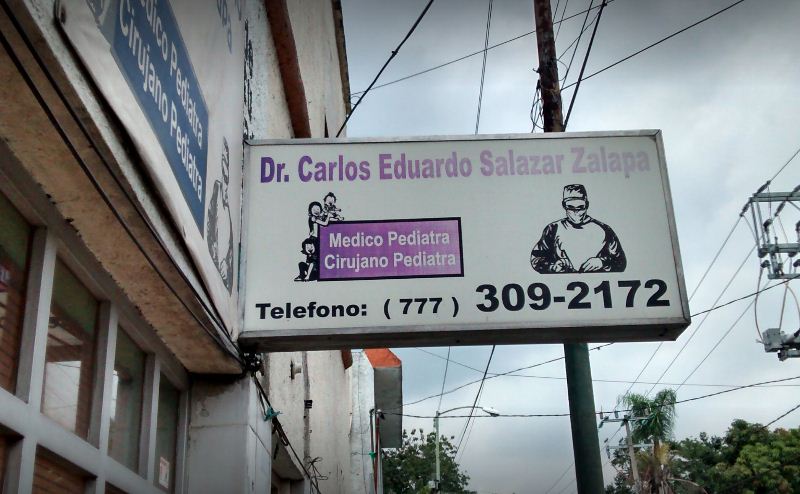 Dr. Carlos Eduardo Salazar Zalapa
Medico Pediatra
Cirujano Pediatra
Telefono: ( 777 ) 309-2172
Medico Pediatra
Cirujano Pediatra